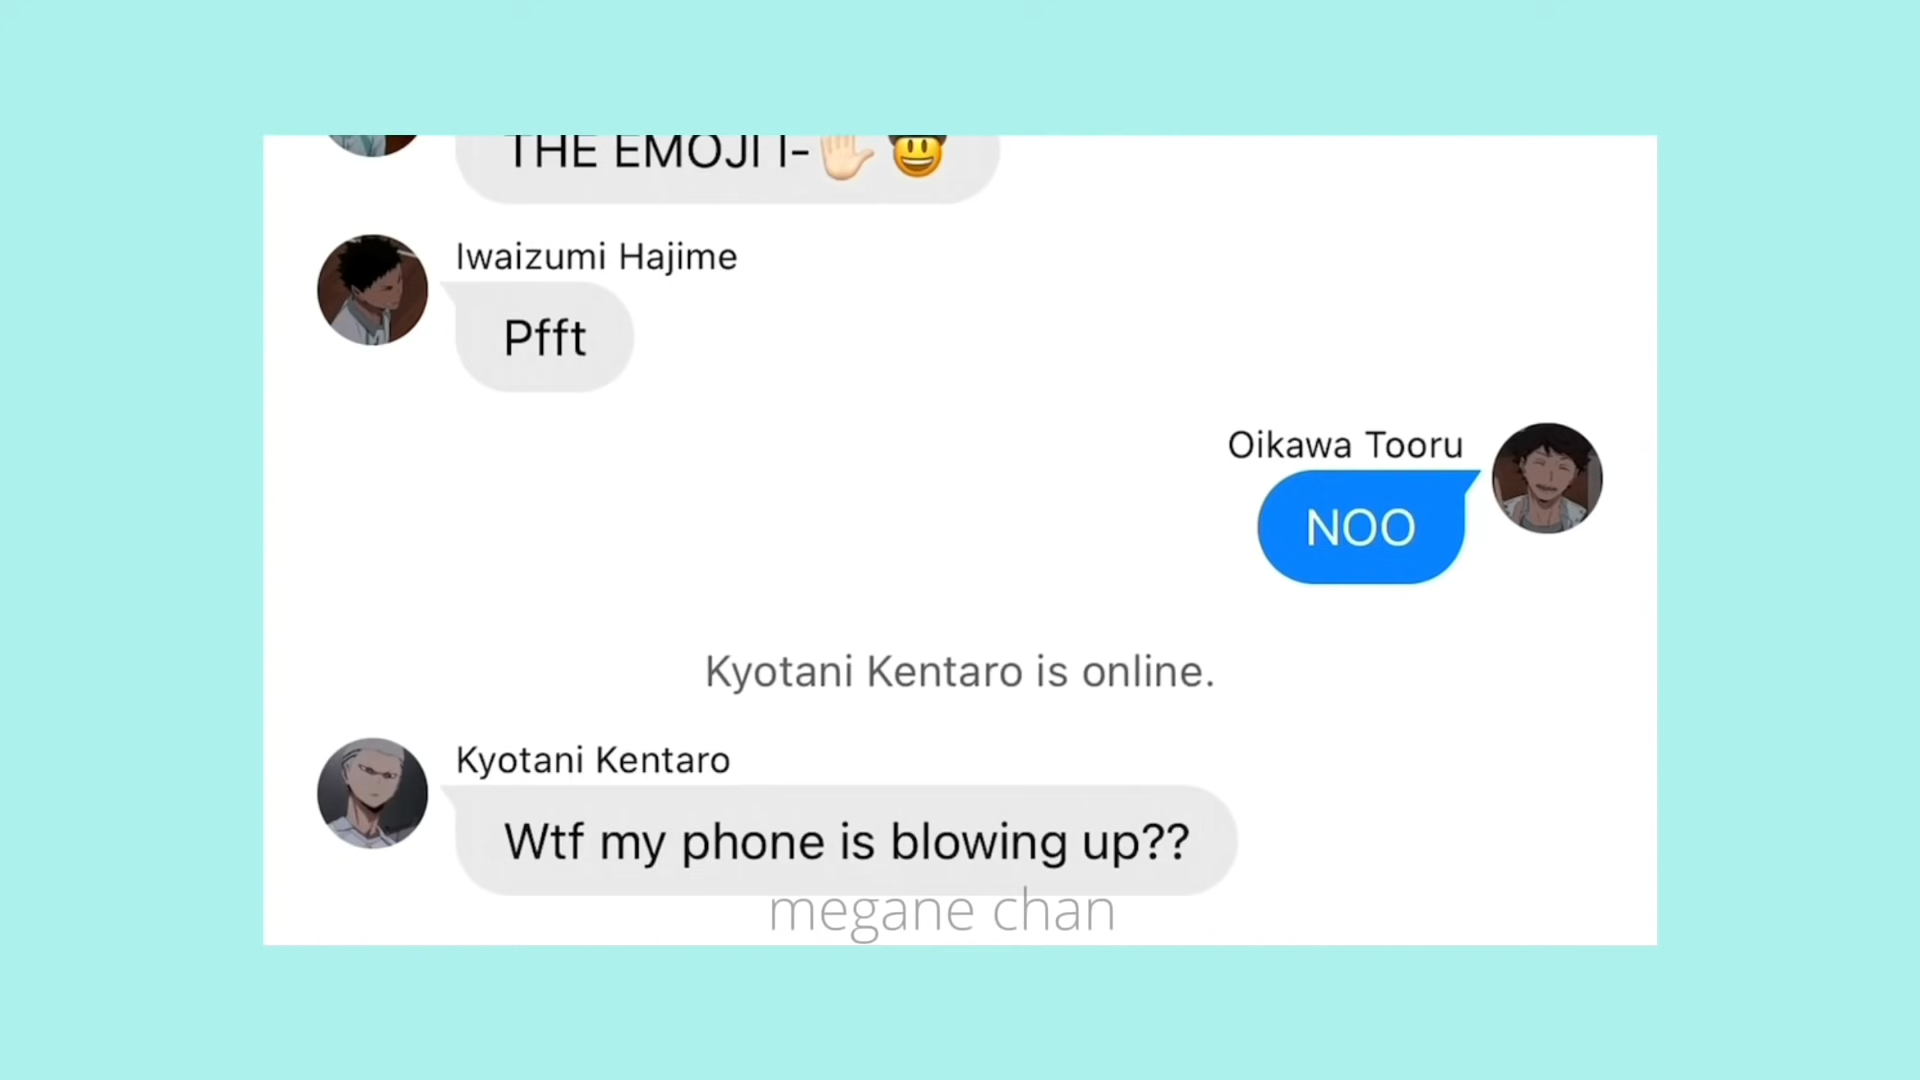 THE EMOJI I-✋🏻🤠
Iwaizumi Hajime
Pfft
Oikawa Tooru
NOO
Kyotani Kentaro is online.
Kyotani Kentaro
Wtf my phone is blowing up??
megane chan